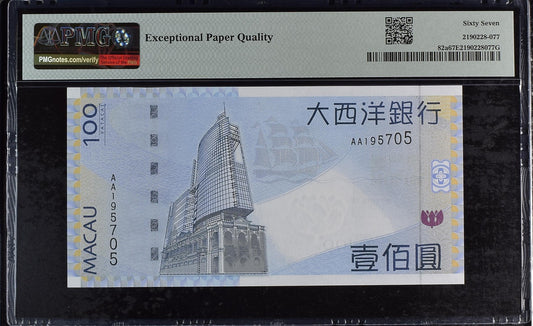 PMG
PMGnotes.com/verify
Exceptional Paper Quality
Sixty Seven
2190228-077
82a67E2190228077G
100
PATACAS
大西洋銀行
AA195705
AA195705
MACAU
壹佰圓